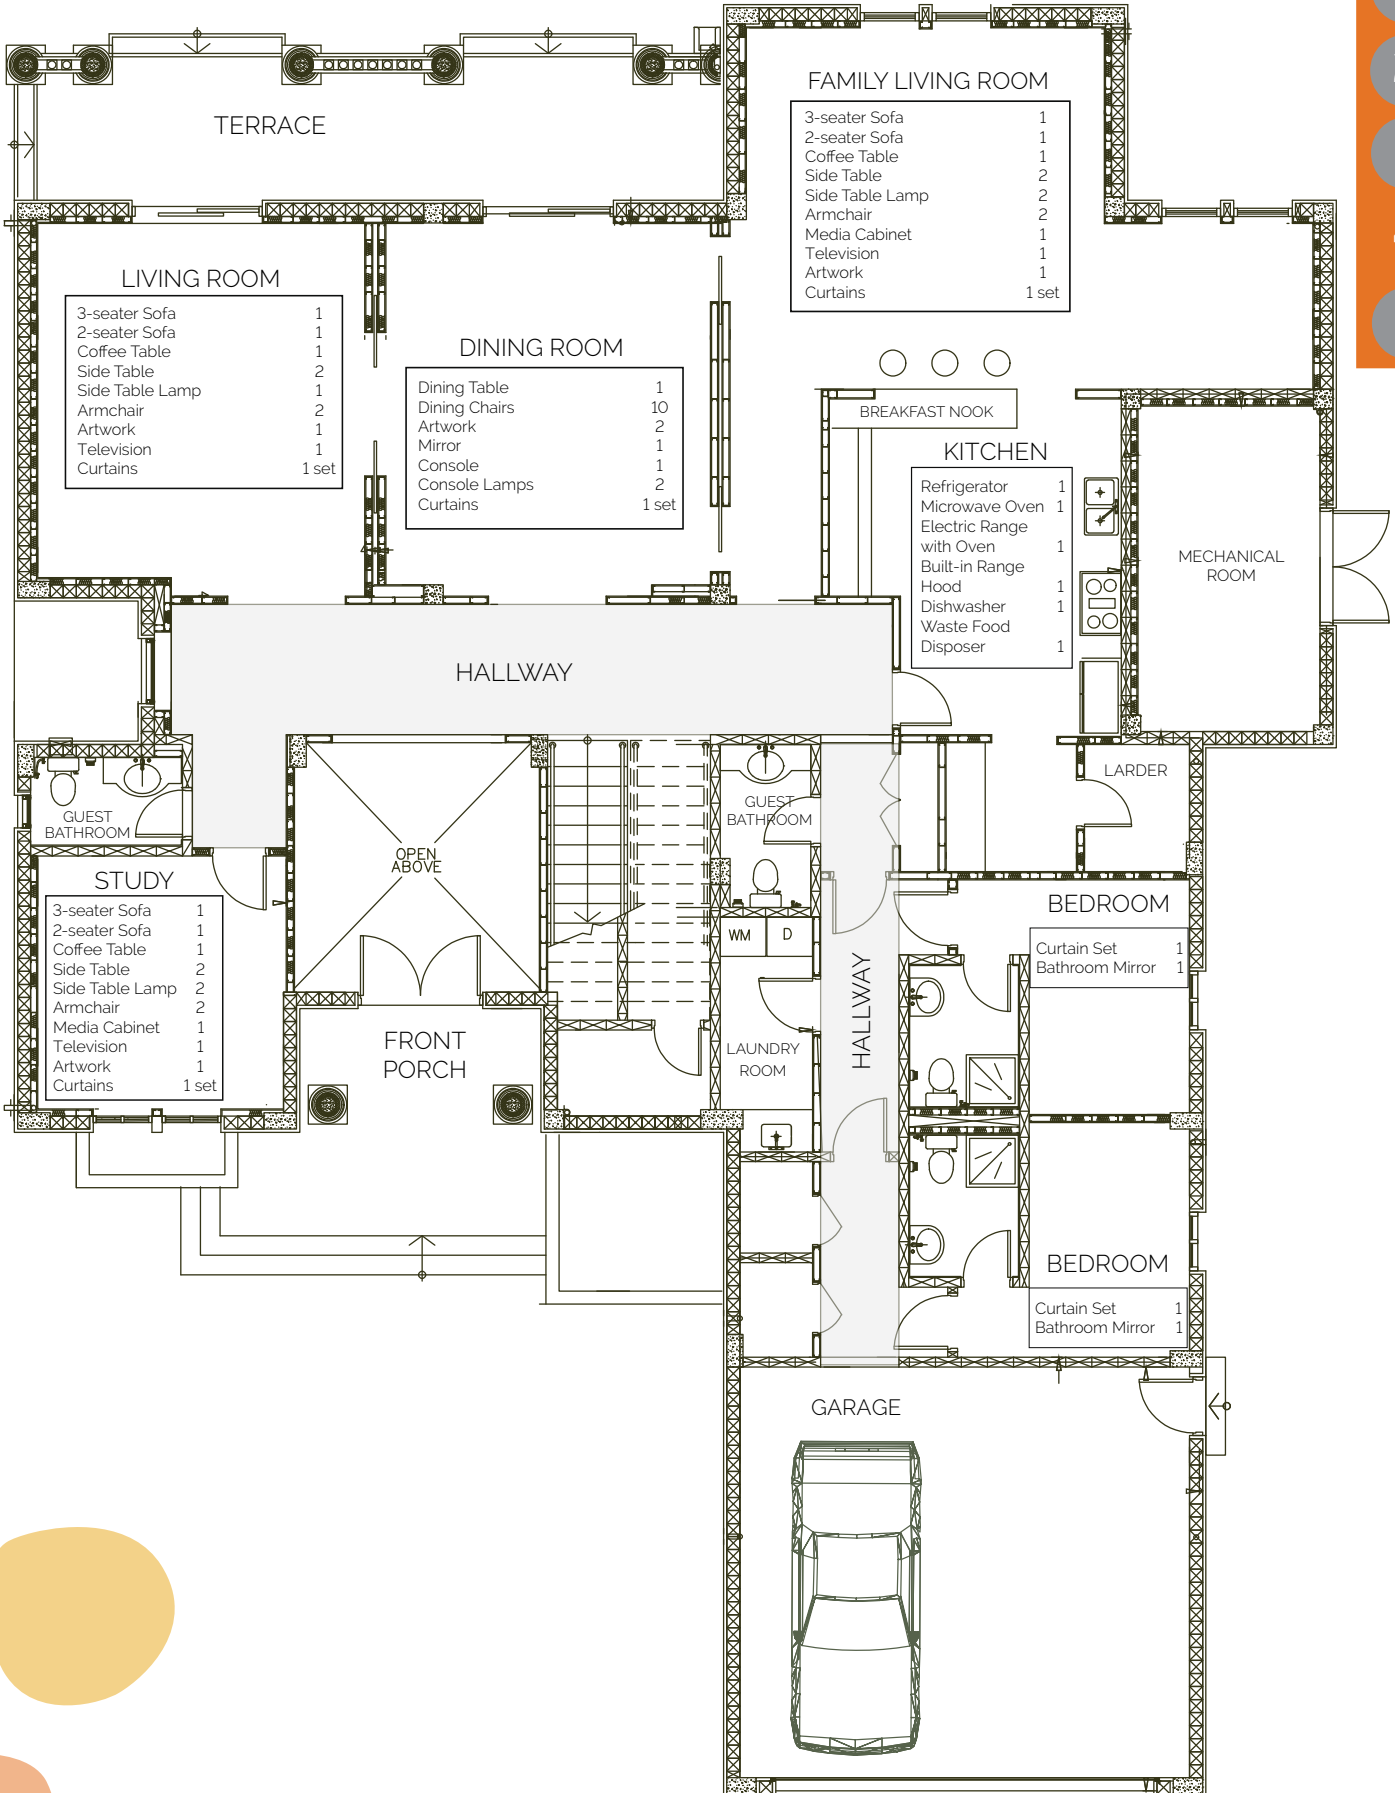 FAMILY LIVING ROOM
3-seater Sofa 1
2-seater Sofa 1
Coffee Table 1
Side Table 2
Side Table Lamp 2
Armchair 2
Media Cabinet 1
Television 1
Artwork 1
Curtains 1 set
TERRACE
LIVING ROOM
3-seater Sofa 1
2-seater Sofa 1
Coffee Table 1
Side Table 2
Side Table Lamp 1
Armchair 2
Artwork 1
Television 1
Curtains 1 set
DINING ROOM
Dining Table 1
Dining Chairs 10
Artwork 2
Mirror 1
Console 1
Console Lamps 2
Curtains 1 set
BREAKFAST NOOK
KITCHEN
Refrigerator 1
Microwave Oven 1
Electric Range
with Oven 1
Built-in Range
Hood 1
Dishwasher 1
Waste Food
Disposer 1
MECHANICAL
ROOM
HALLWAY
LARDER
GUEST
BATHROOM
GUEST
BATHROOM
OPEN
ABOVE
STUDY
3-seater Sofa 1
2-seater Sofa 1
Coffee Table 1
Side Table 2
Side Table Lamp 2
Armchair 2
Media Cabinet 1
Television 1
Artwork 1
Curtains 1 set
BEDROOM
Curtain Set 1
Bathroom Mirror 1
WM D
HALLWAY
FRONT
PORCH
LAUNDRY
ROOM
BEDROOM
Curtain Set 1
Bathroom Mirror 1
GARAGE